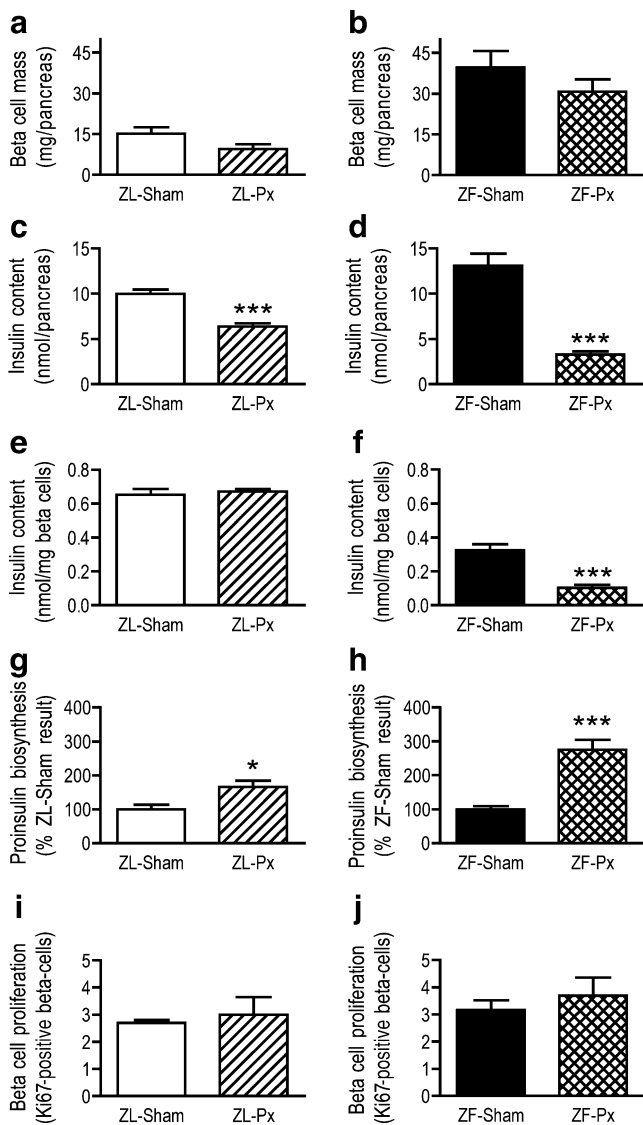 a
Beta cell mass
(mg/pancreas)
45
30
15
0
ZL-Sham
ZL-Px
b
Beta cell mass
(mg/pancreas)
45
30
15
0
ZF-Sham
ZF-Px
c
Insulin content
(nmol/pancreas)
15
10
5
0
***
ZL-Sham
ZL-Px
d
Insulin content
(nmol/pancreas)
15
10
5
0
***
ZF-Sham
ZF-Px
e
Insulin content
(nmol/mg beta cells)
0.8
0.6
0.4
0.2
0.0
ZL-Sham
ZL-Px
f
Insulin content
(nmol/mg beta cells)
0.8
0.6
0.4
0.2
0.0
***
ZF-Sham
ZF-Px
g
Proinsulin biosynthesis
(% ZL-Sham result)
400
300
200
100
0
*
ZL-Sham
ZL-Px
h
Proinsulin biosynthesis
(% ZF-Sham result)
400
300
200
100
0
***
ZF-Sham
ZF-Px
i
Beta cell proliferation
(Ki67-positive beta-cells)
5
4
3
2
1
0
ZL-Sham
ZL-Px
j
Beta cell proliferation
(Ki67-positive beta-cells)
5
4
3
2
1
0
ZF-Sham
ZF-Px